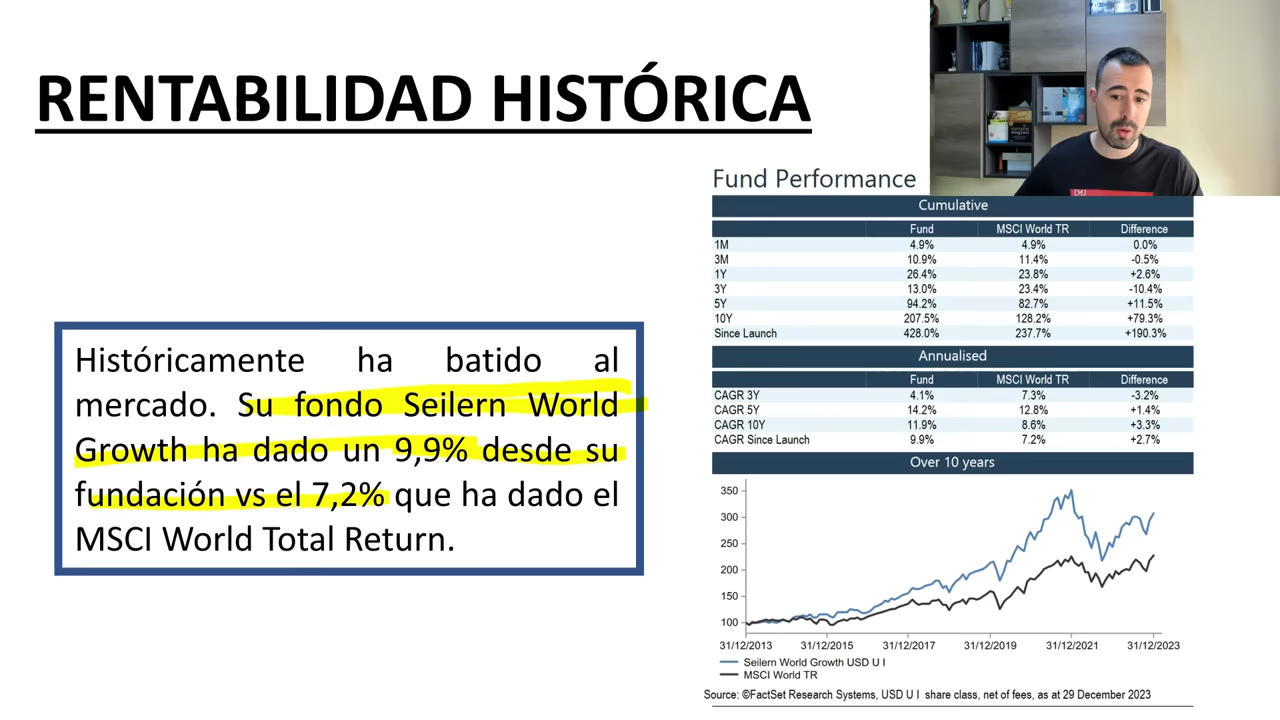 RENTABILIDAD HISTÓRICA
Históricamente ha batido al
mercado. Su fondo Seilern World
Growth ha dado un 9,9% desde su
fundación vs el 7,2% que ha dado el
MSCI World Total Return.
Fund Performance
Cumulative
Fund MSCI World TR Difference
1M 4.9% 4.9% 0.0%
3M 10.9% 11.4% -0.5%
1Y 26.4% 23.8% +2.6%
3Y 13.0% 23.4% -10.4%
5Y 94.2% 82.7% +11.5%
10Y 207.5% 128.2% +79.3%
Since Launch 428.0% 237.7% +190.3%
Annualised
Fund MSCI World TR Difference
CAGR 3Y 4.1% 7.3% -3.2%
CAGR 5Y 14.2% 12.8% +1.4%
CAGR 10Y 11.9% 8.6% +3.3%
CAGR Since Launch 9.9% 7.2% +2.7%
Over 10 years
350
300
250
200
150
100
31/12/2013 31/12/2015 31/12/2017 31/12/2019 31/12/2021 31/12/2023
Seilern World Growth USD U I
MSCI World TR
Source: ©FactSet Research Systems, USD U I share class, net of fees, as at 29 December 2023